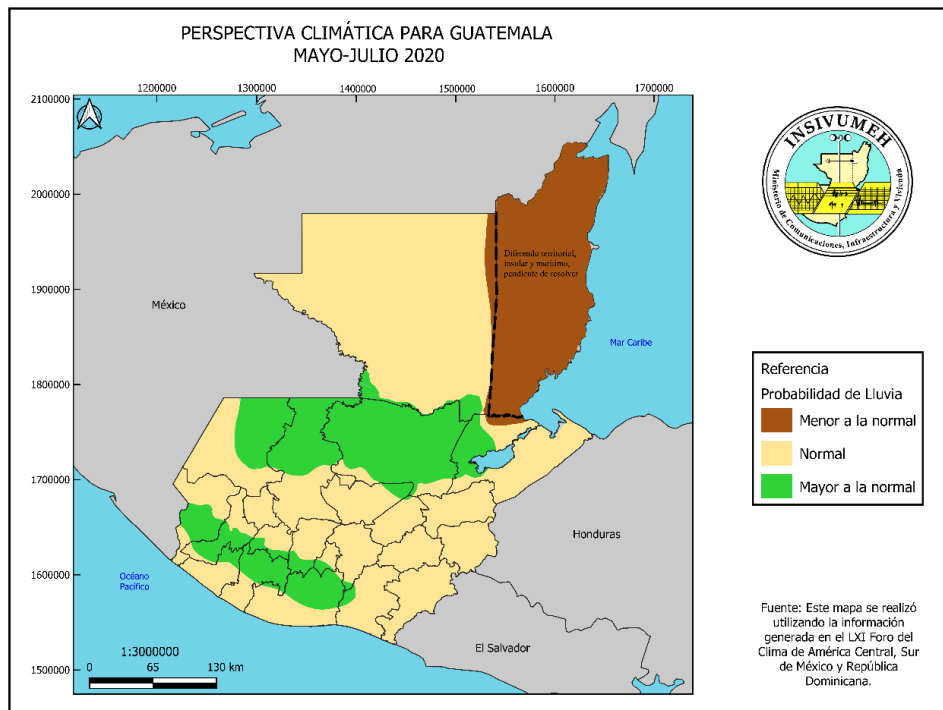 PERSPECTIVA CLIMÁTICA PARA GUATEMALA
MAYO-JULIO 2020
1200000 1300000 1400000 1500000 1600000 1700000
2100000
2000000
1900000
1800000
1700000
1600000
1500000
México
Diferendo territorial,
insular y marítimo,
pendiente de resolver
Mar Caribe
Honduras
Océano
Pacífico
El Salvador
1:3000000
0 65 130 km
INSIVUMEH
Ministerio de Comunicaciones, Infraestructura y Vivienda
Referencia
Probabilidad de Lluvia
Menor a la normal
Normal
Mayor a la normal
Fuente: Este mapa se realizó
utilizando la información
generada en el LXI Foro del
Clima de América Central, Sur
de México y República
Dominicana.